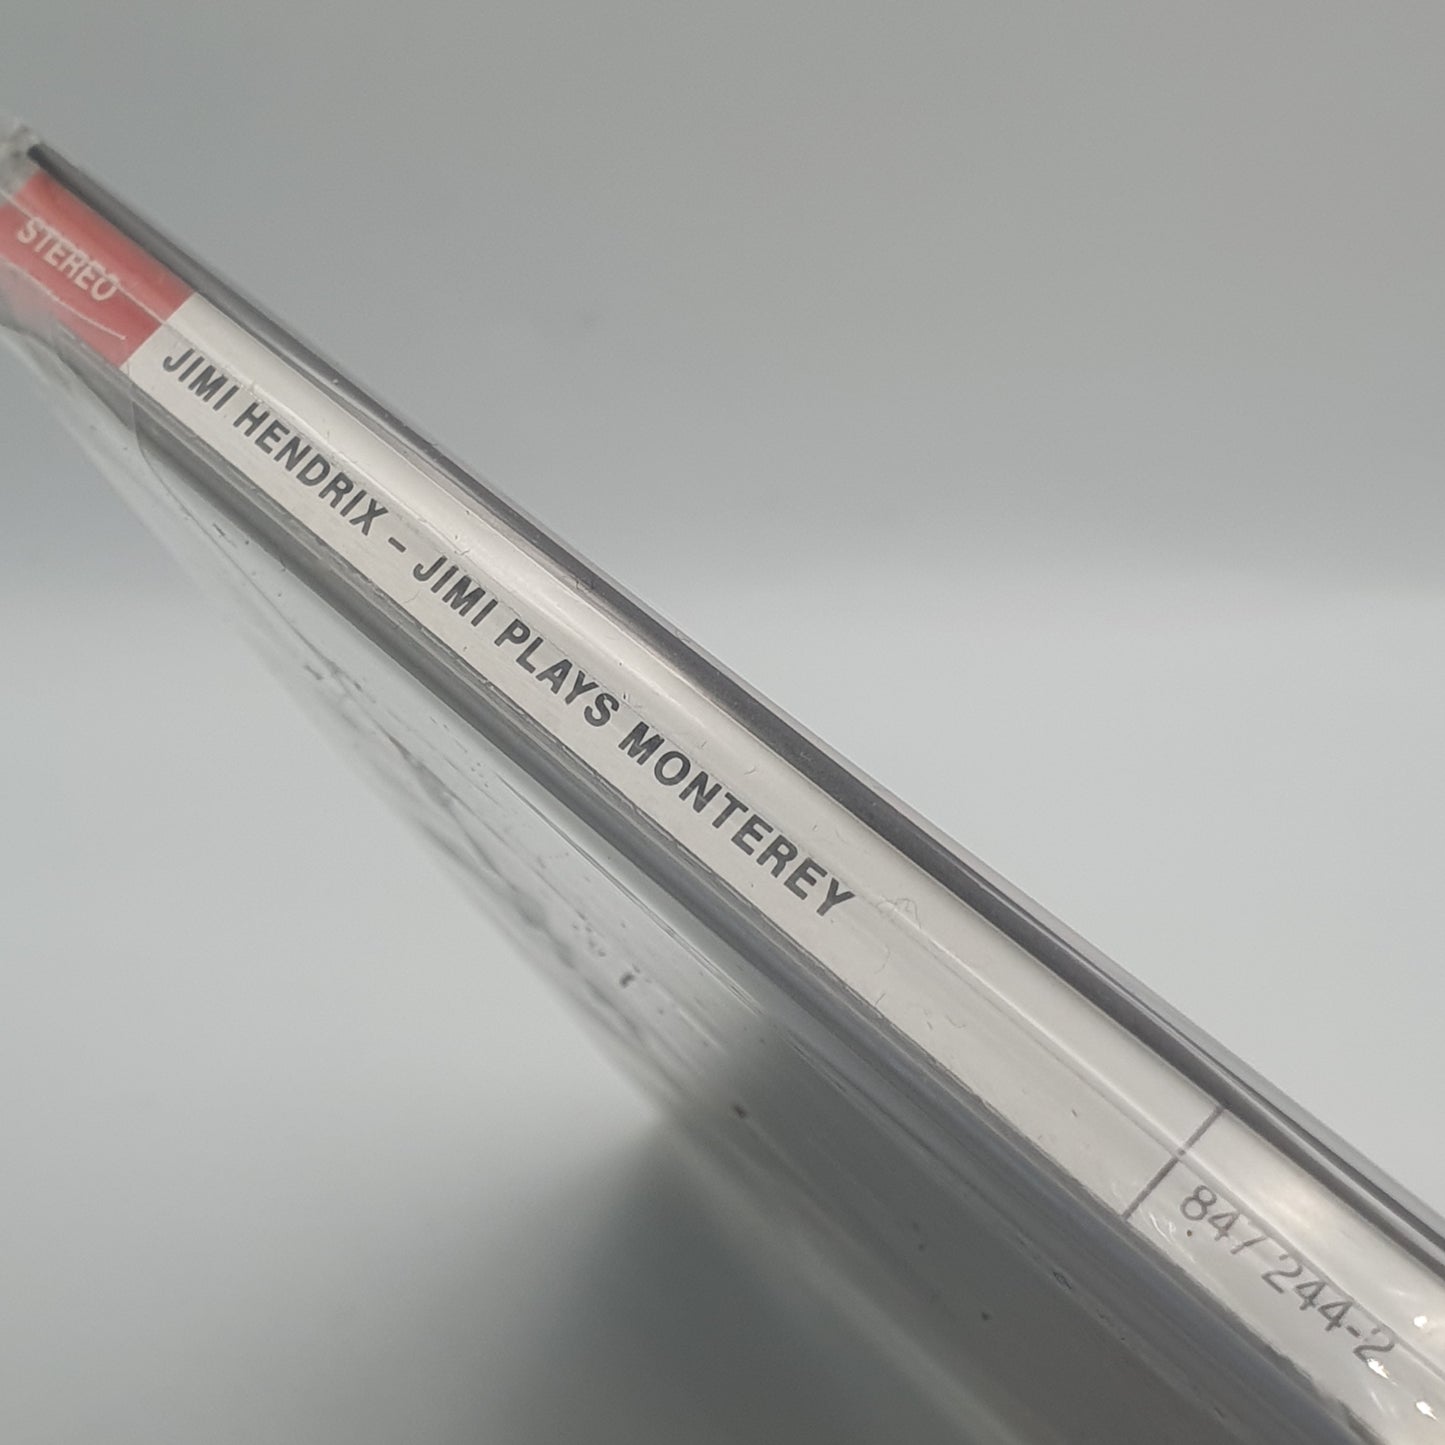 STEREO
JIMI HENDRIX – JIMI PLAYS MONTEREY
847 244-2